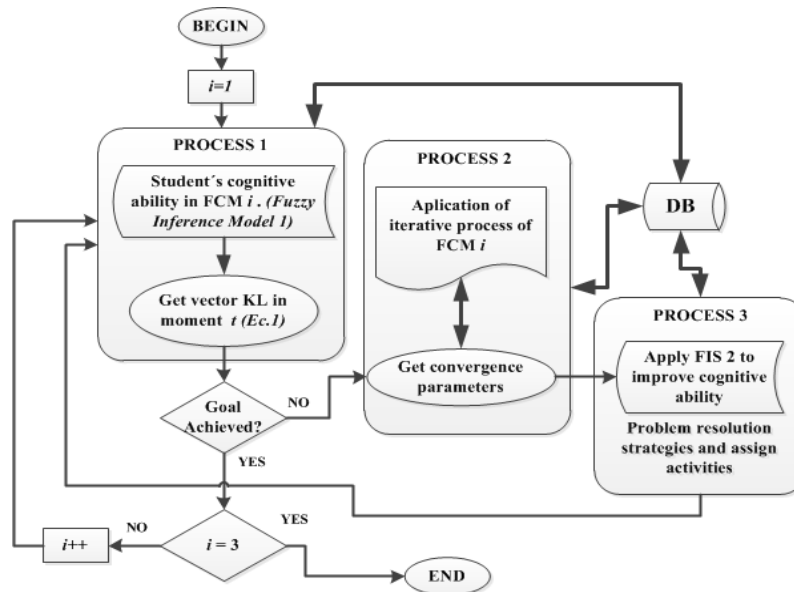 BEGIN
i=1
PROCESS 1
Student´s cognitive
ability in FCM i . (Fuzzy
Inference Model 1)
Get vector KL in
moment t (Ec.1)
Goal
Achieved?
NO
YES
i = 3
NO
YES
i++
END
PROCESS 2
Aplication of
iterative process of
FCM i
Get convergence
parameters
DB
PROCESS 3
Apply FIS 2 to
improve cognitive
ability
Problem resolution
strategies and assign
activities